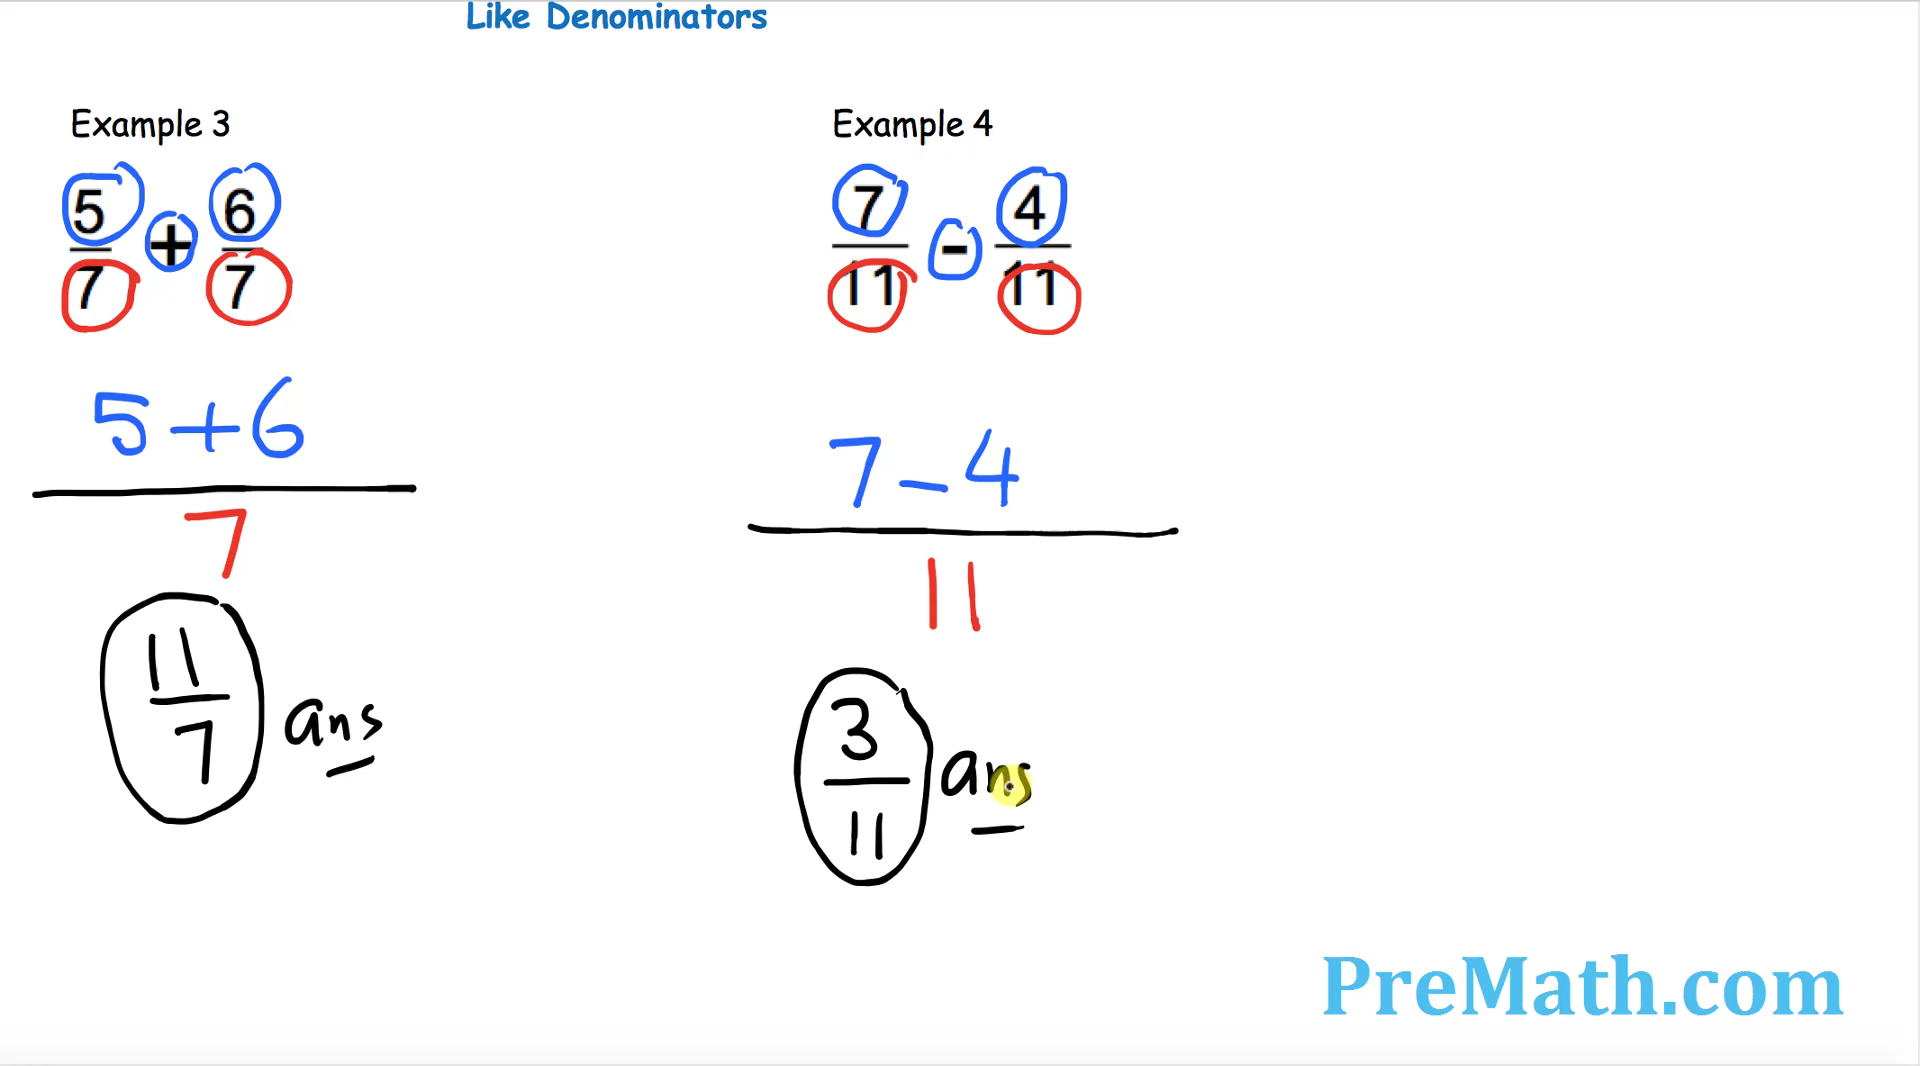 Like Denominators
Example 3
5/7 + 6/7
5+6
7
11/7 ans
Example 4
7/11 - 4/11
7-4
11
3/11 ans
PreMath.com